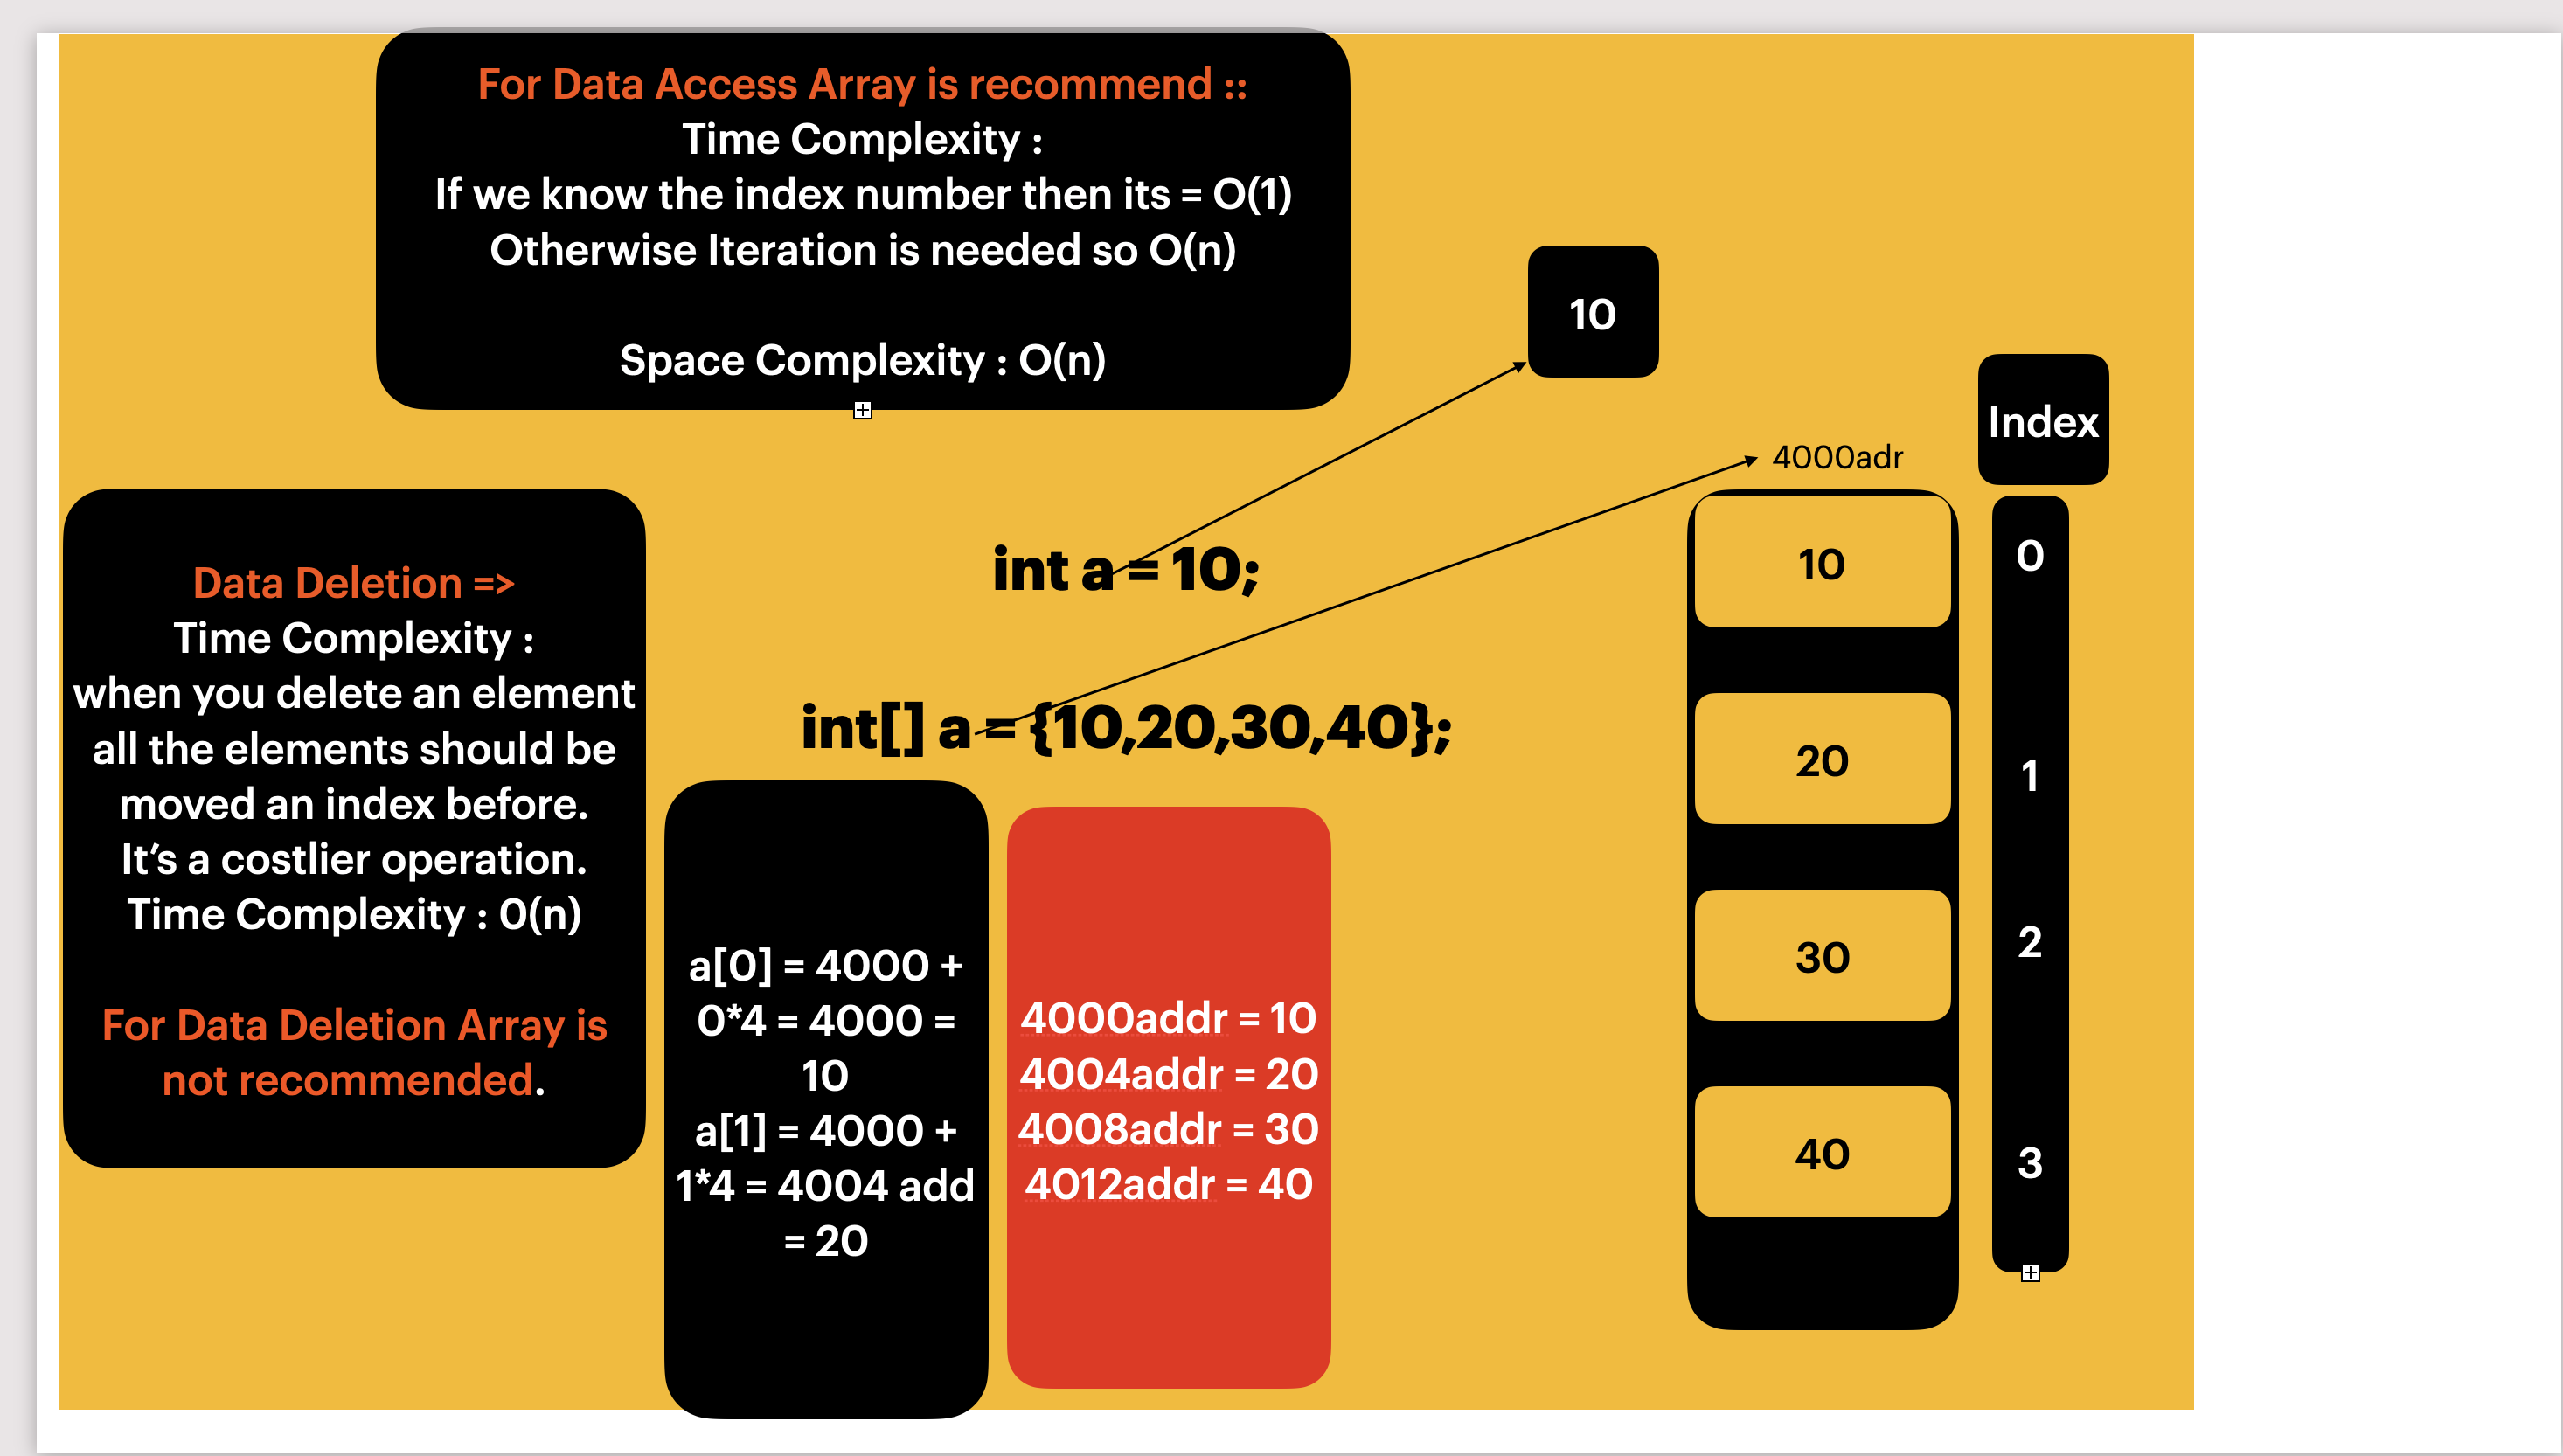 For Data Access Array is recommend ::
Time Complexity :
If we know the index number then its = O(1)
Otherwise Iteration is needed so O(n)
Space Complexity : O(n)
10
Index
4000adr
int a = 10;
int[] a = {10,20,30,40};
Data Deletion =>
Time Complexity :
when you delete an element
all the elements should be
moved an index before.
It’s a costlier operation.
Time Complexity : 0(n)
For Data Deletion Array is
not recommended.
a[0] = 4000 +
0*4 = 4000 =
10
a[1] = 4000 +
1*4 = 4004 add
= 20
4000addr = 10
4004addr = 20
4008addr = 30
4012addr = 40
10
20
30
40
0
1
2
3